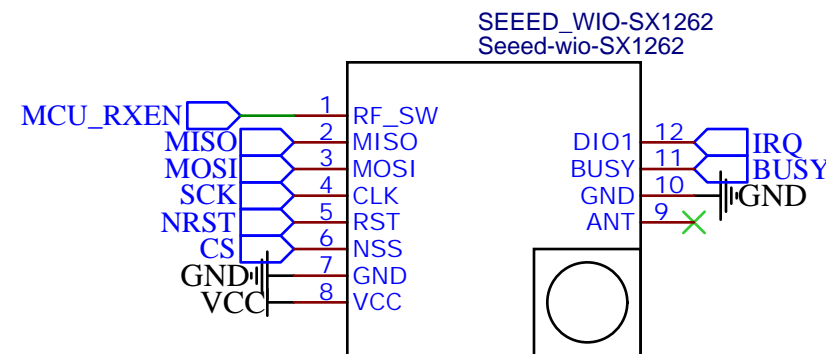 SEEED_WIO-SX1262
Seeed-wio-SX1262
MCU_RXEN 1 RF_SW
MISO 2 MISO DIO1 12 IRQ
MOSI 3 MOSI BUSY 11 BUSY
SCK 4 CLK GND 10 GND
NRST 5 RST ANT 9
CS 6 NSS
GND 7 GND
VCC 8 VCC